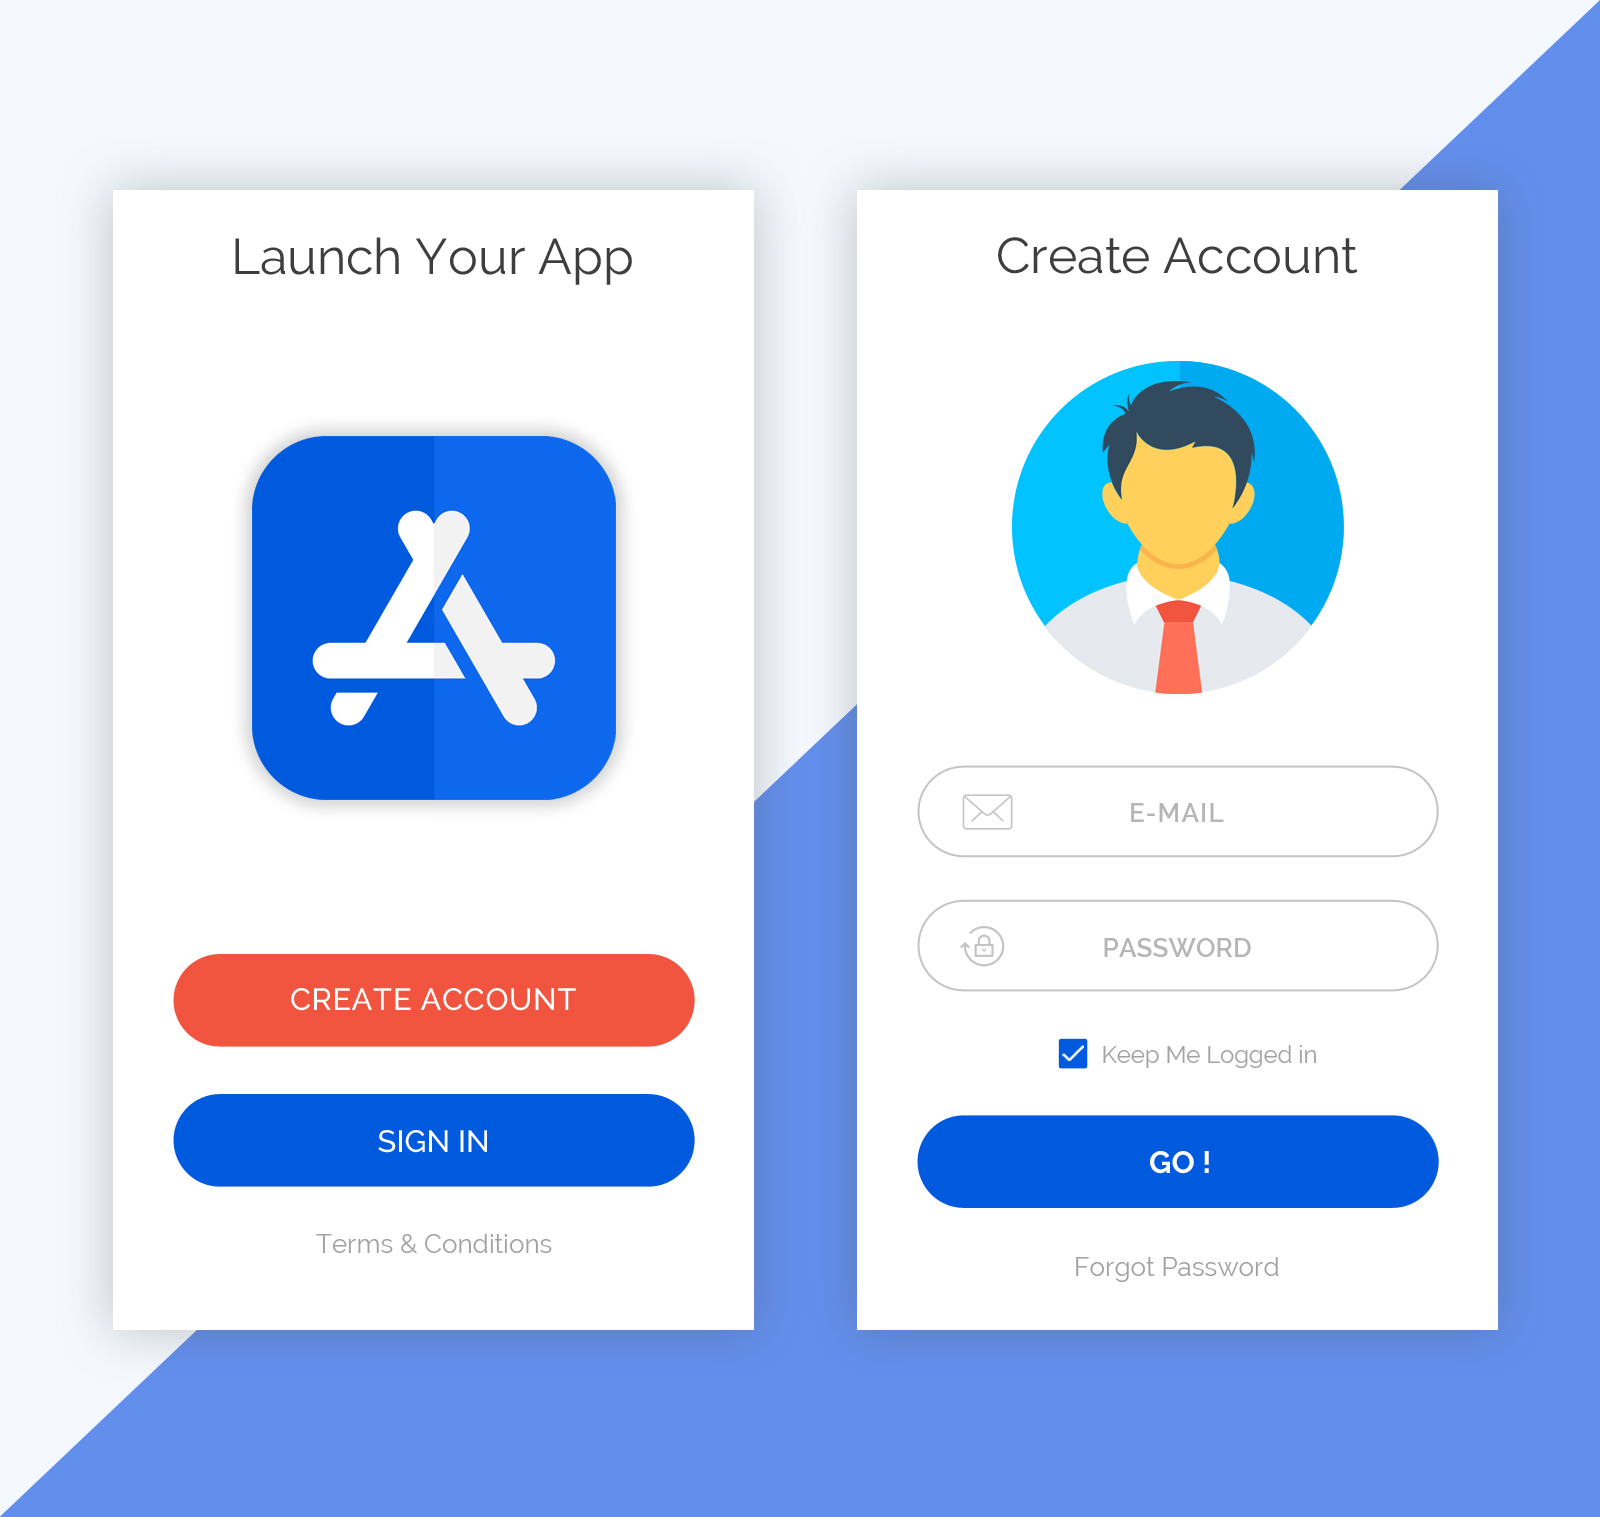 Launch Your App
CREATE ACCOUNT
SIGN IN
Terms & Conditions
Create Account
E-MAIL
PASSWORD
Keep Me Logged in
GO !
Forgot Password